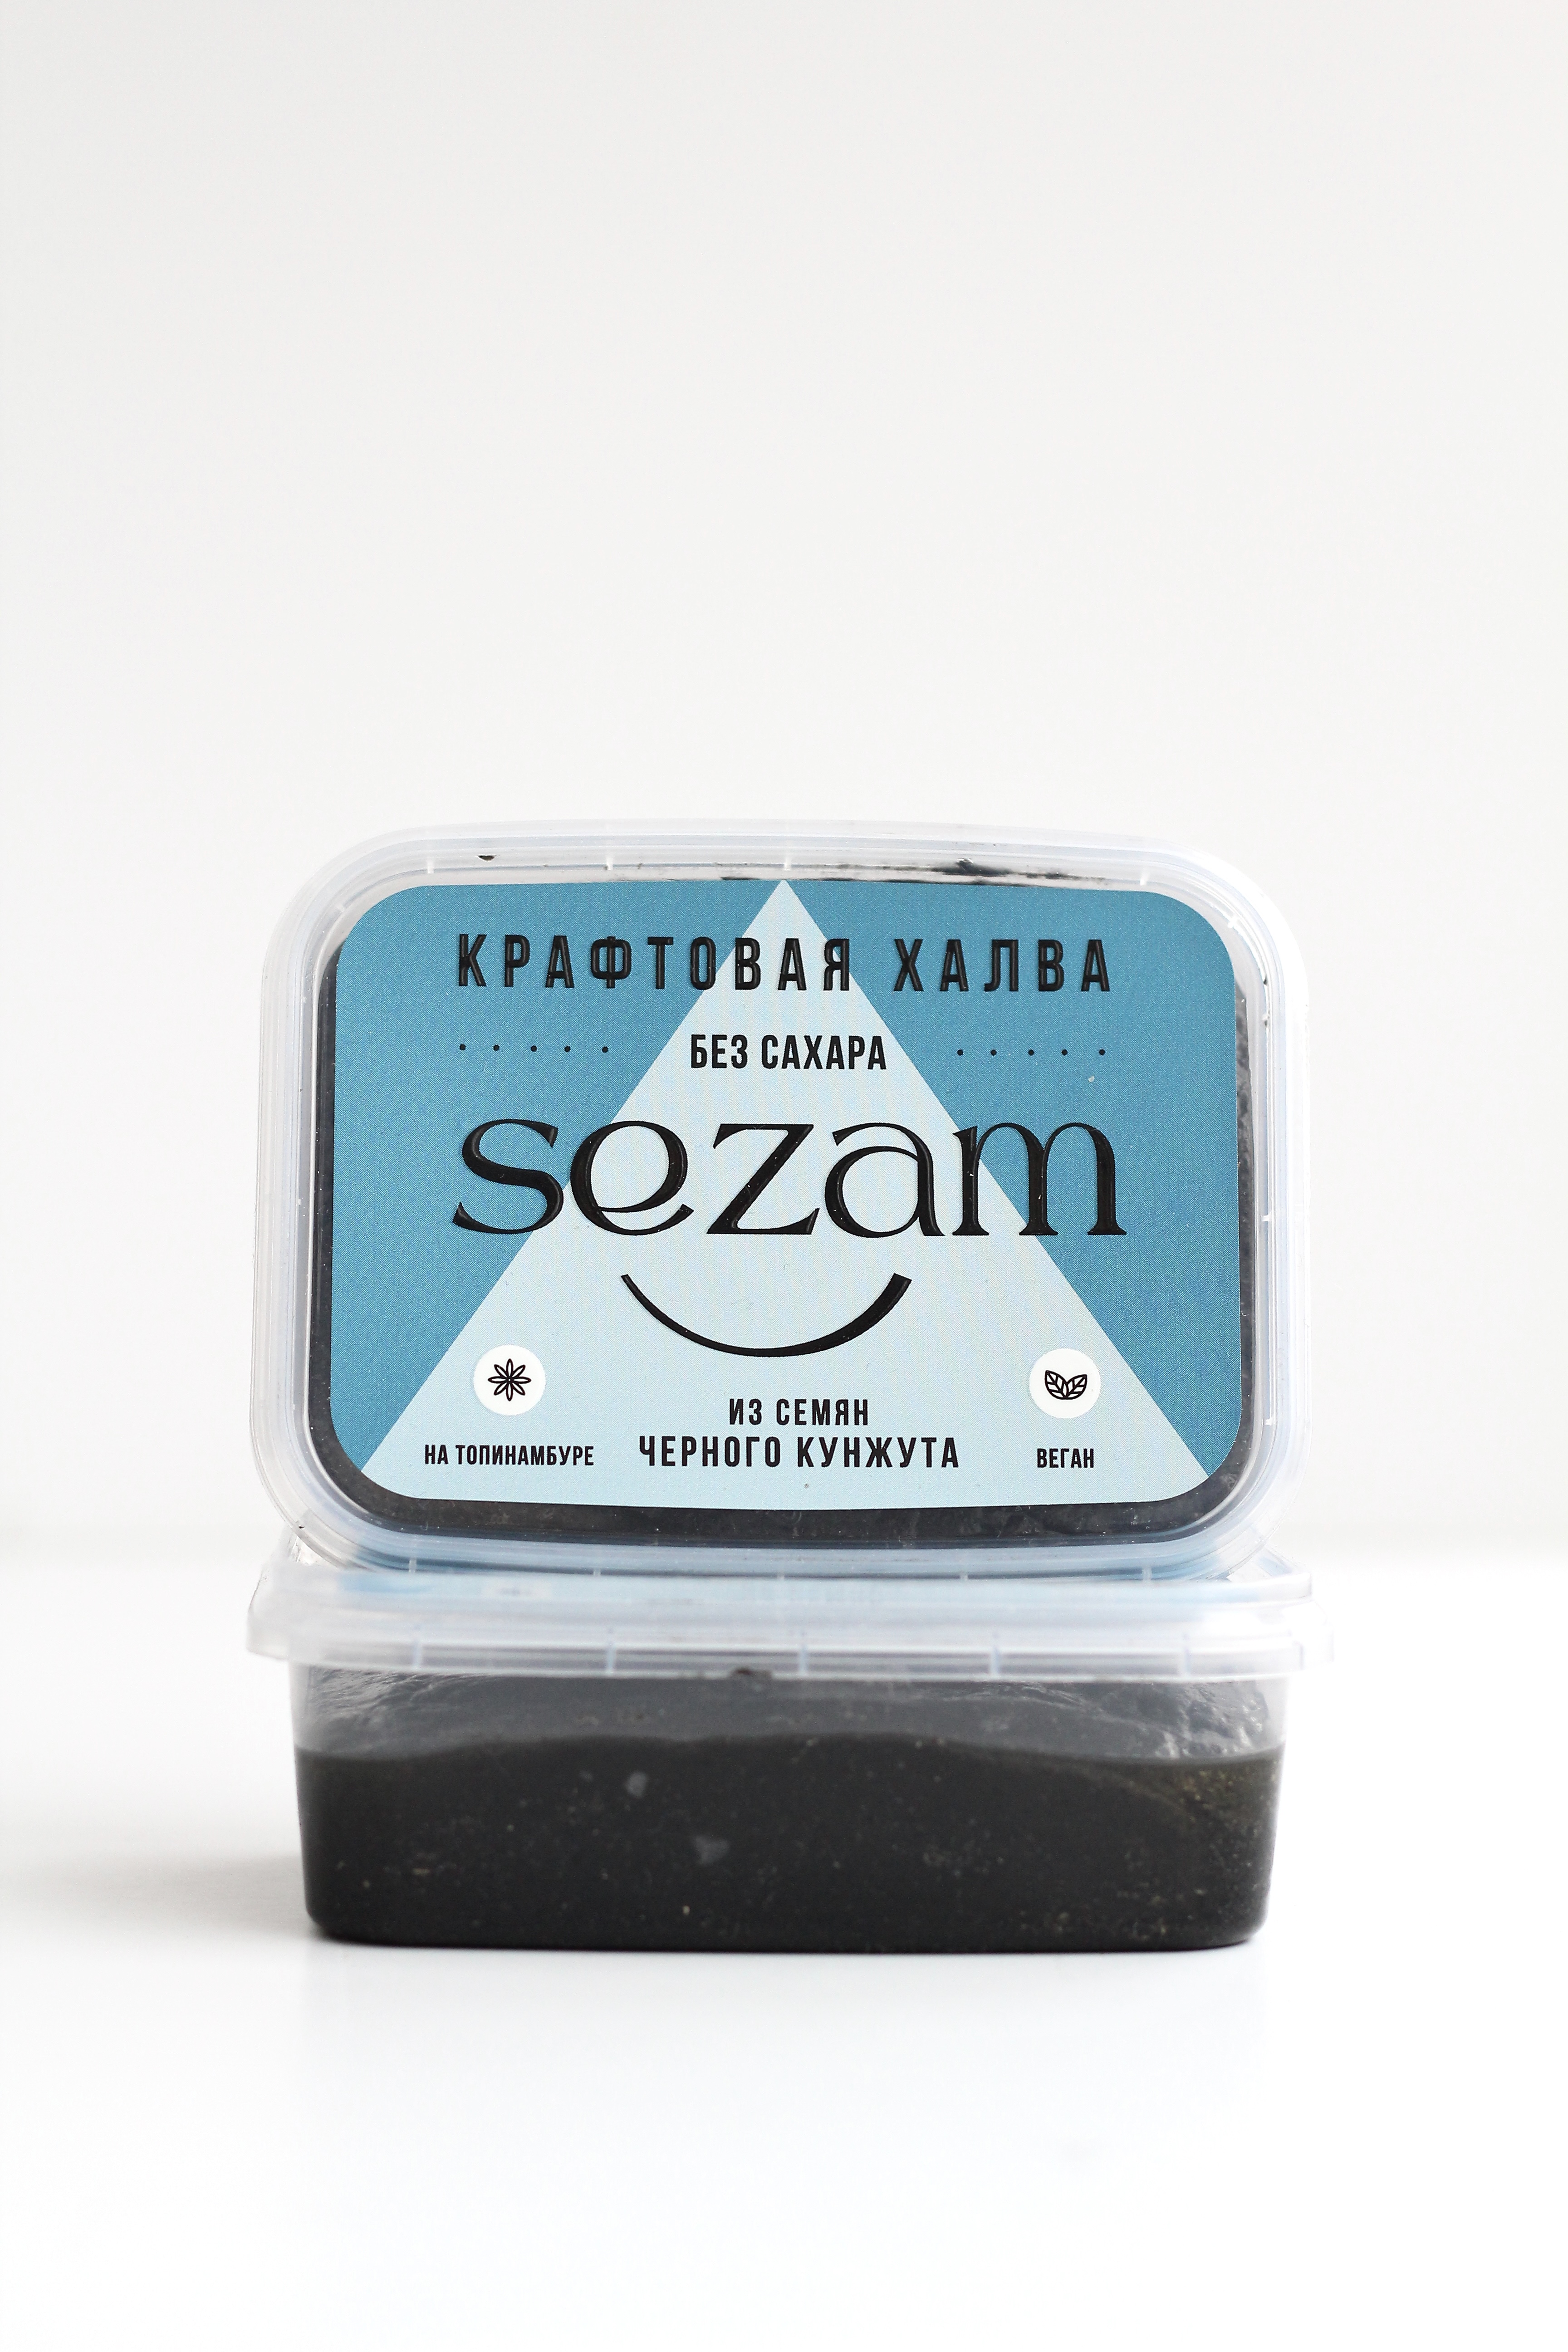 КРАФТОВАЯ ХАЛВА
БЕЗ САХАРА
sezam
ИЗ СЕМЯН
ЧЕРНОГО КУНЖУТА
НА ТОПИНАМБУРЕ
ВЕГАН